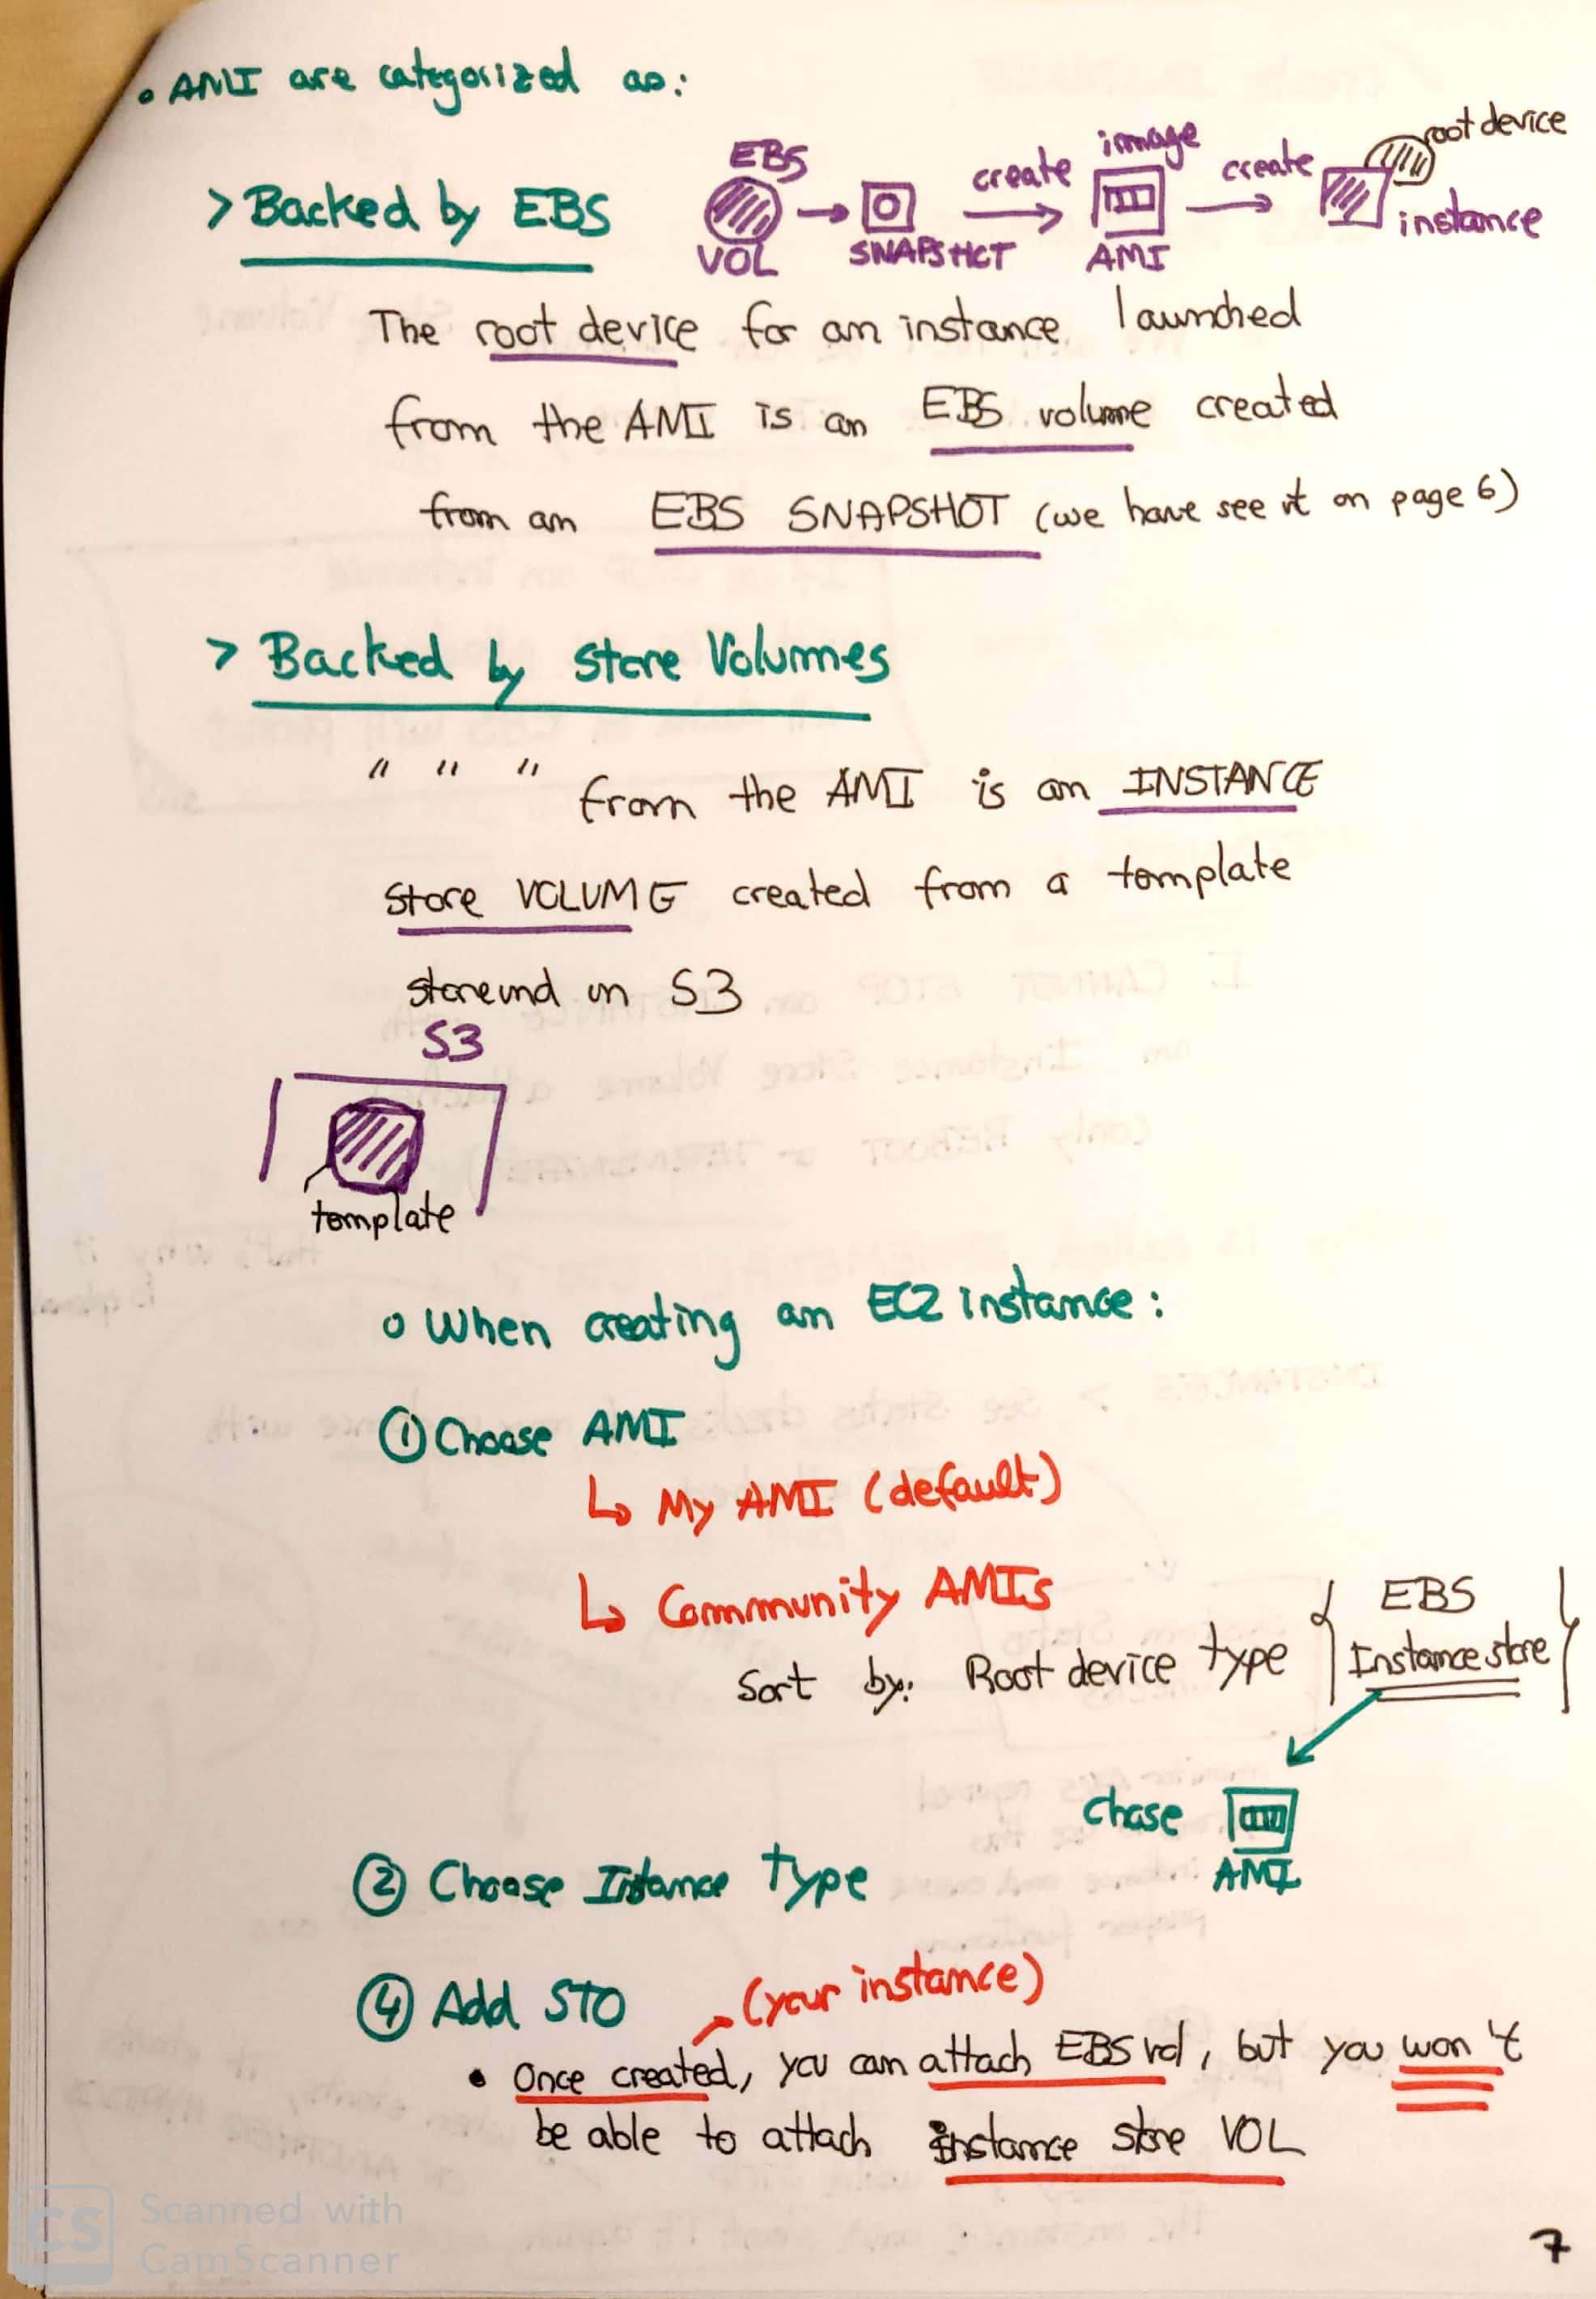 • AMI are categorized as:
> Backed by EBS
EBS
VOL
→
SNAPSHOT
create
→
image
AMI
create
→
root device
instance
The root device for an instance launched
from the AMI is an EBS volume created
from an EBS SNAPSHOT (we have see it on page 6)
> Backed by Store Volumes
" " " from the AMI is an INSTANCE
Store VOLUME created from a template
storeind in S3
S3
template
o When creating an EC2 instance:
① Choose AMI
↳ My AMI (default)
↳ Community AMIs
Sort by: Root device type { EBS
Instance store }
chose
AMI
② Choose Instance Type
④ Add STO
(your instance)
• Once created, you can attach EBS vol, but you won't
be able to attach instance store VOL
7
CS
Scanned with
CamScanner